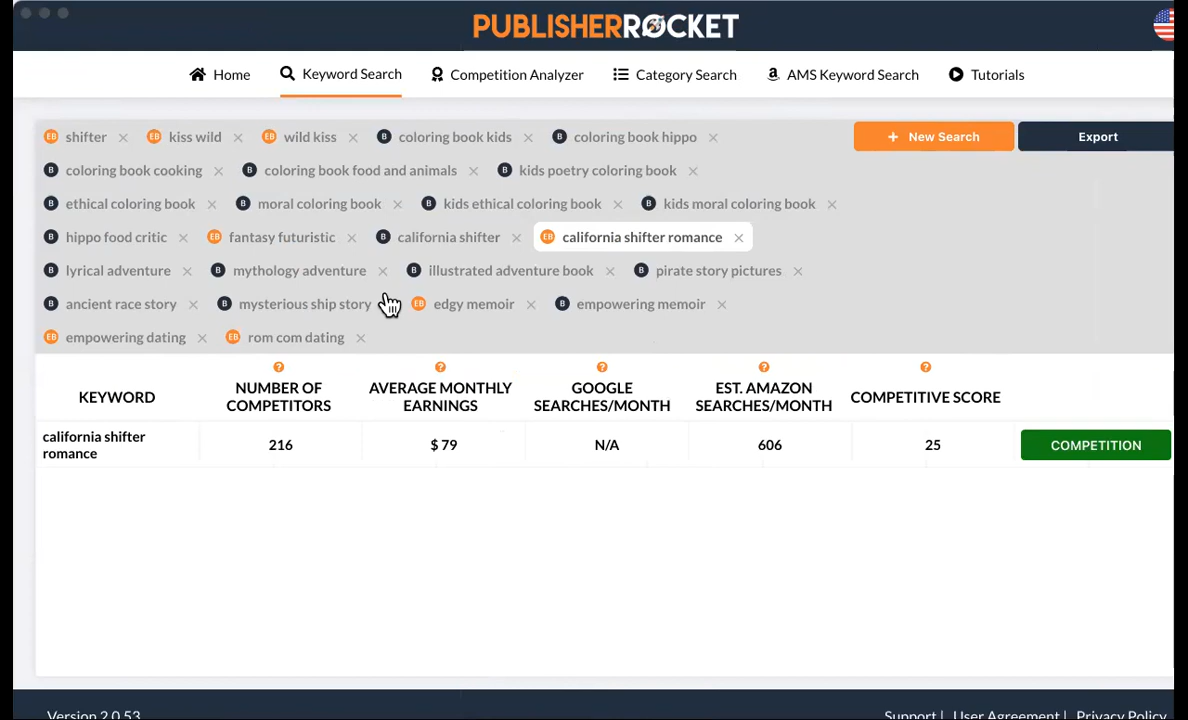 PUBLISHER ROCKET
Home Keyword Search Competition Analyzer Category Search AMS Keyword Search Tutorials
EB shifter × EB kiss wild × EB wild kiss × B coloring book kids × B coloring book hippo × + New Search Export
B coloring book cooking × B coloring book food and animals × B kids poetry coloring book ×
B ethical coloring book × B moral coloring book × B kids ethical coloring book × B kids moral coloring book ×
B hippo food critic × EB fantasy futuristic × B california shifter × EB california shifter romance ×
B lyrical adventure × B mythology adventure × B illustrated adventure book × B pirate story pictures ×
B ancient race story × B mysterious ship story EB edgy memoir × B empowering memoir ×
EB empowering dating × EB rom com dating ×
? ? ? ? ?
KEYWORD NUMBER OF COMPETITORS AVERAGE MONTHLY EARNINGS GOOGLE SEARCHES/MONTH EST. AMAZON SEARCHES/MONTH COMPETITIVE SCORE
california shifter romance 216 $ 79 N/A 606 25 COMPETITION
Version 2.0.53 Support | User Agreement | Privacy Policy